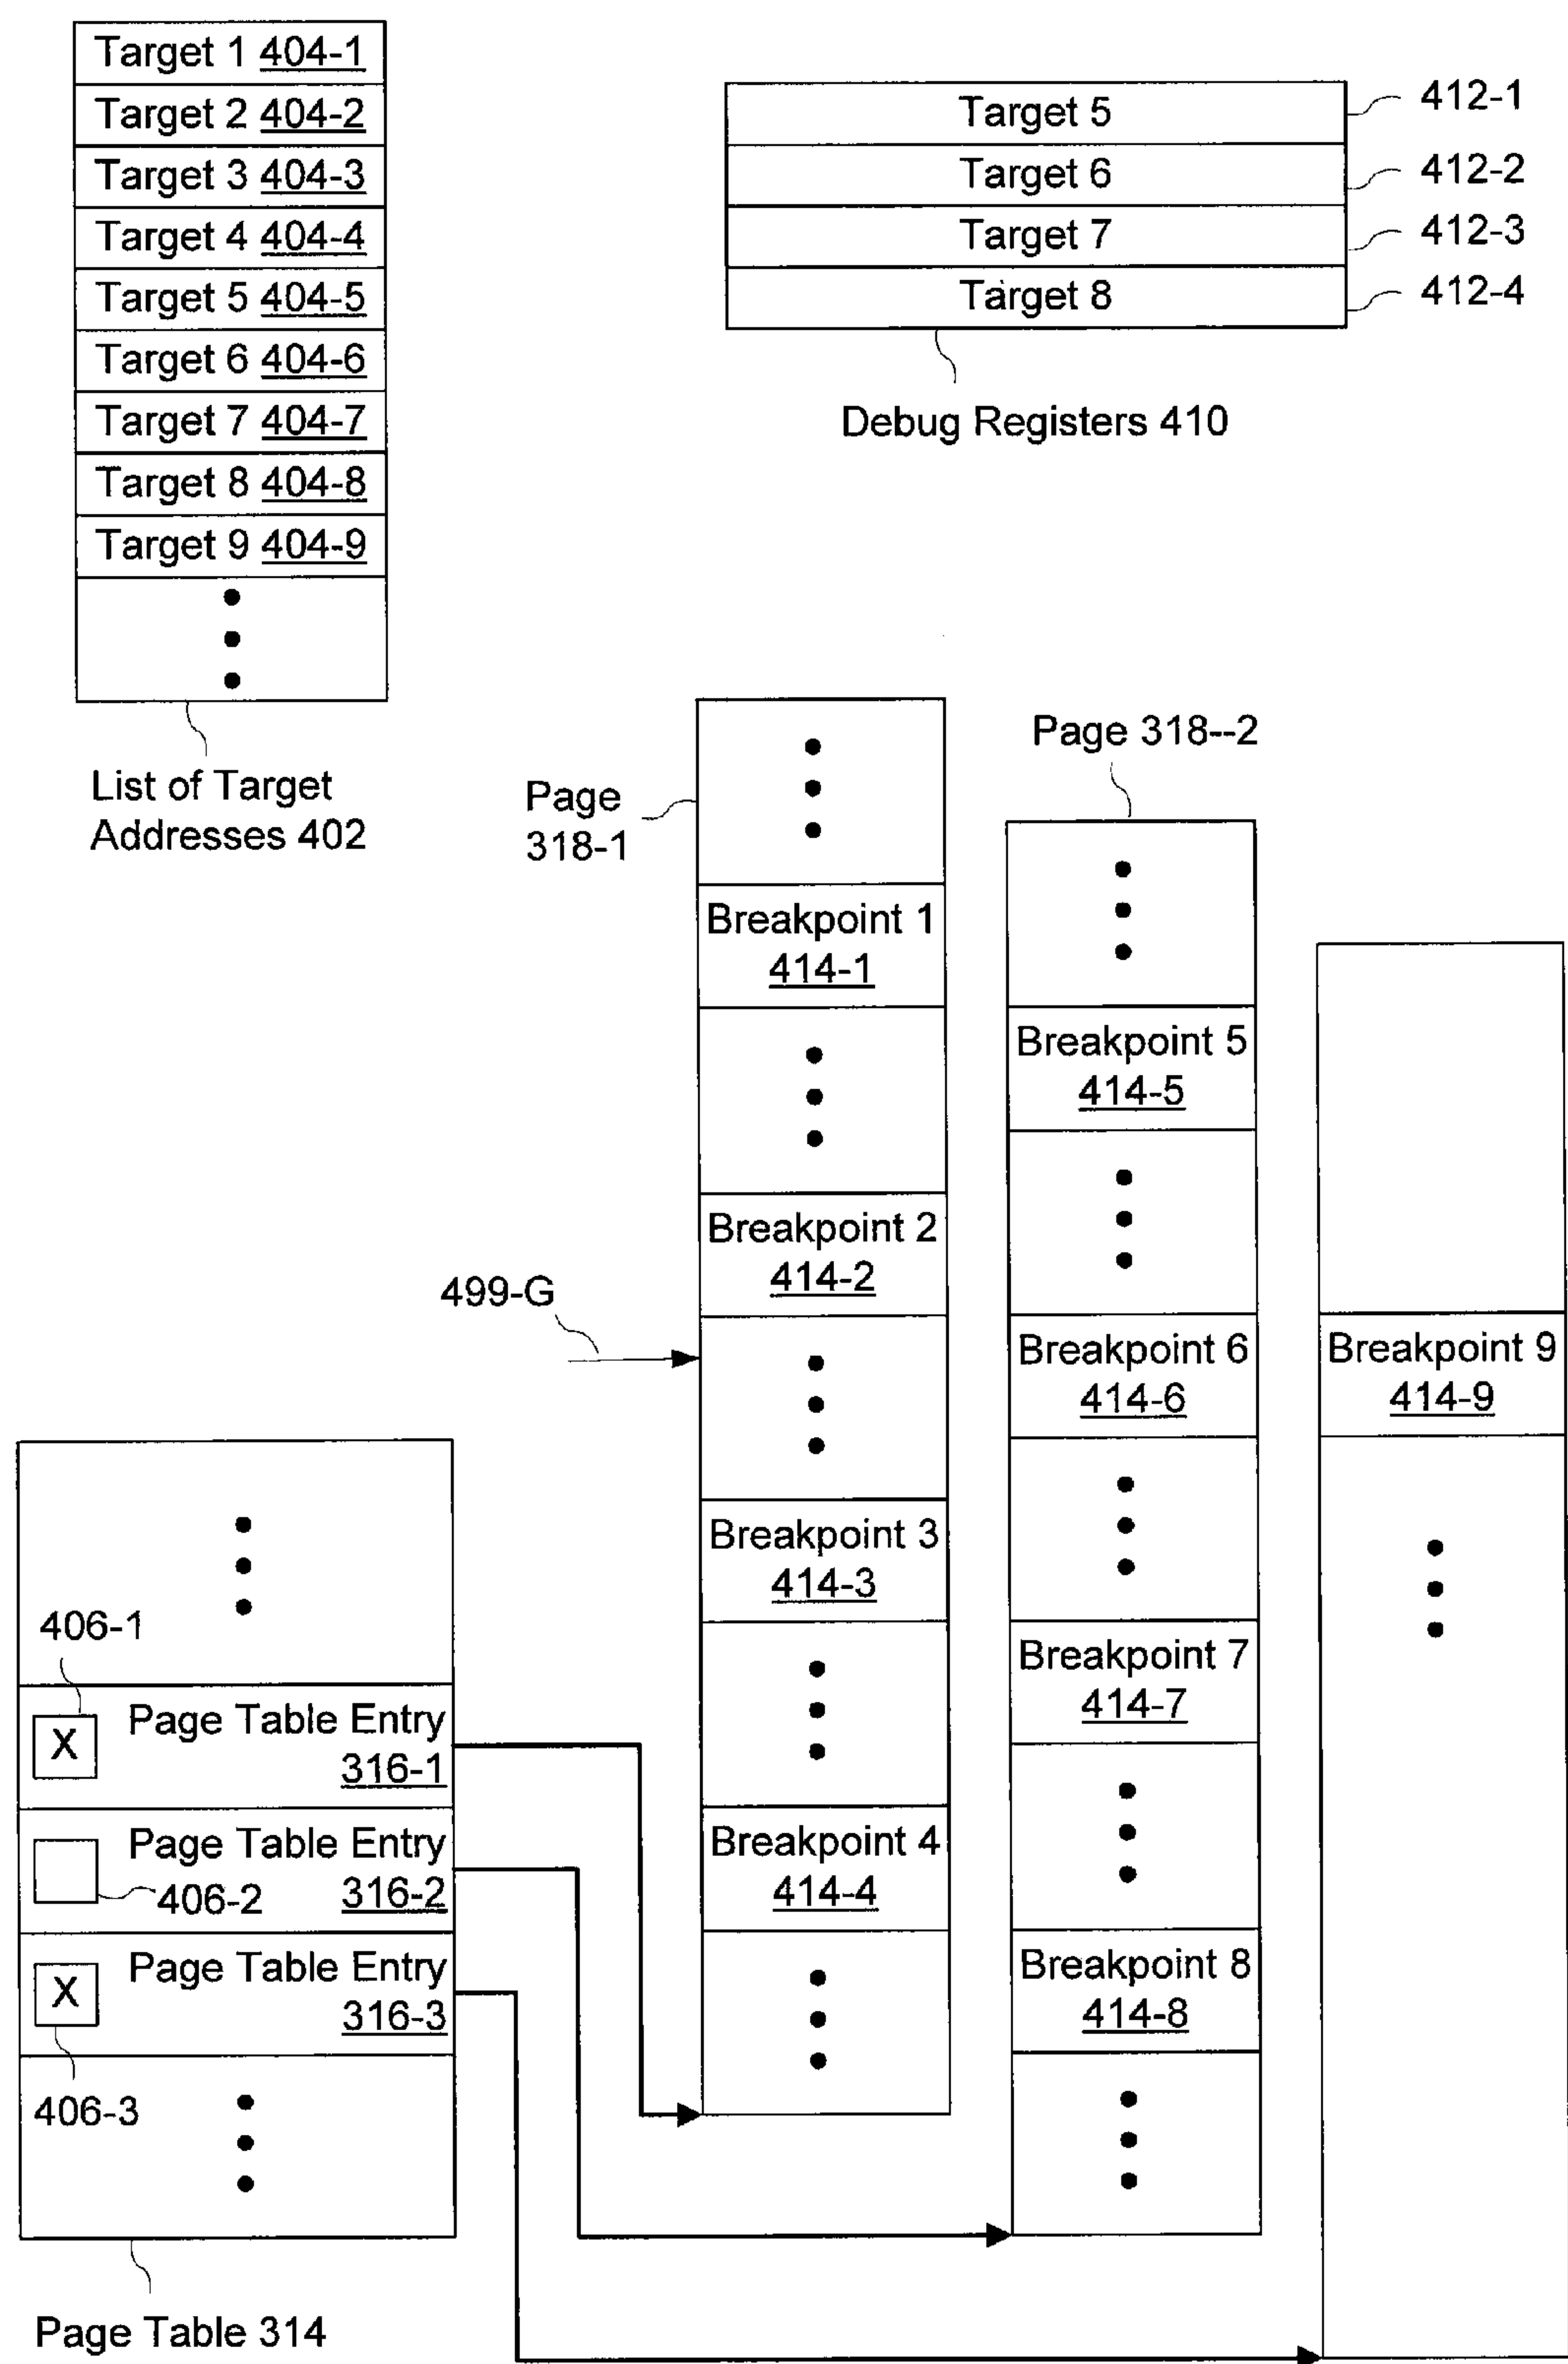 Target 1 404-1
Target 2 404-2
Target 3 404-3
Target 4 404-4
Target 5 404-5
Target 6 404-6
Target 7 404-7
Target 8 404-8
Target 9 404-9
List of Target
Addresses 402
Target 5
412-1
Target 6
412-2
Target 7
412-3
Target 8
412-4
Debug Registers 410
Page
318-1
Breakpoint 1
414-1
Breakpoint 2
414-2
499-G
Breakpoint 3
414-3
Breakpoint 4
414-4
Page 318--2
Breakpoint 5
414-5
Breakpoint 6
414-6
Breakpoint 7
414-7
Breakpoint 8
414-8
Breakpoint 9
414-9
406-1
X
Page Table Entry
316-1
Page Table Entry
406-2
316-2
X
Page Table Entry
316-3
406-3
Page Table 314